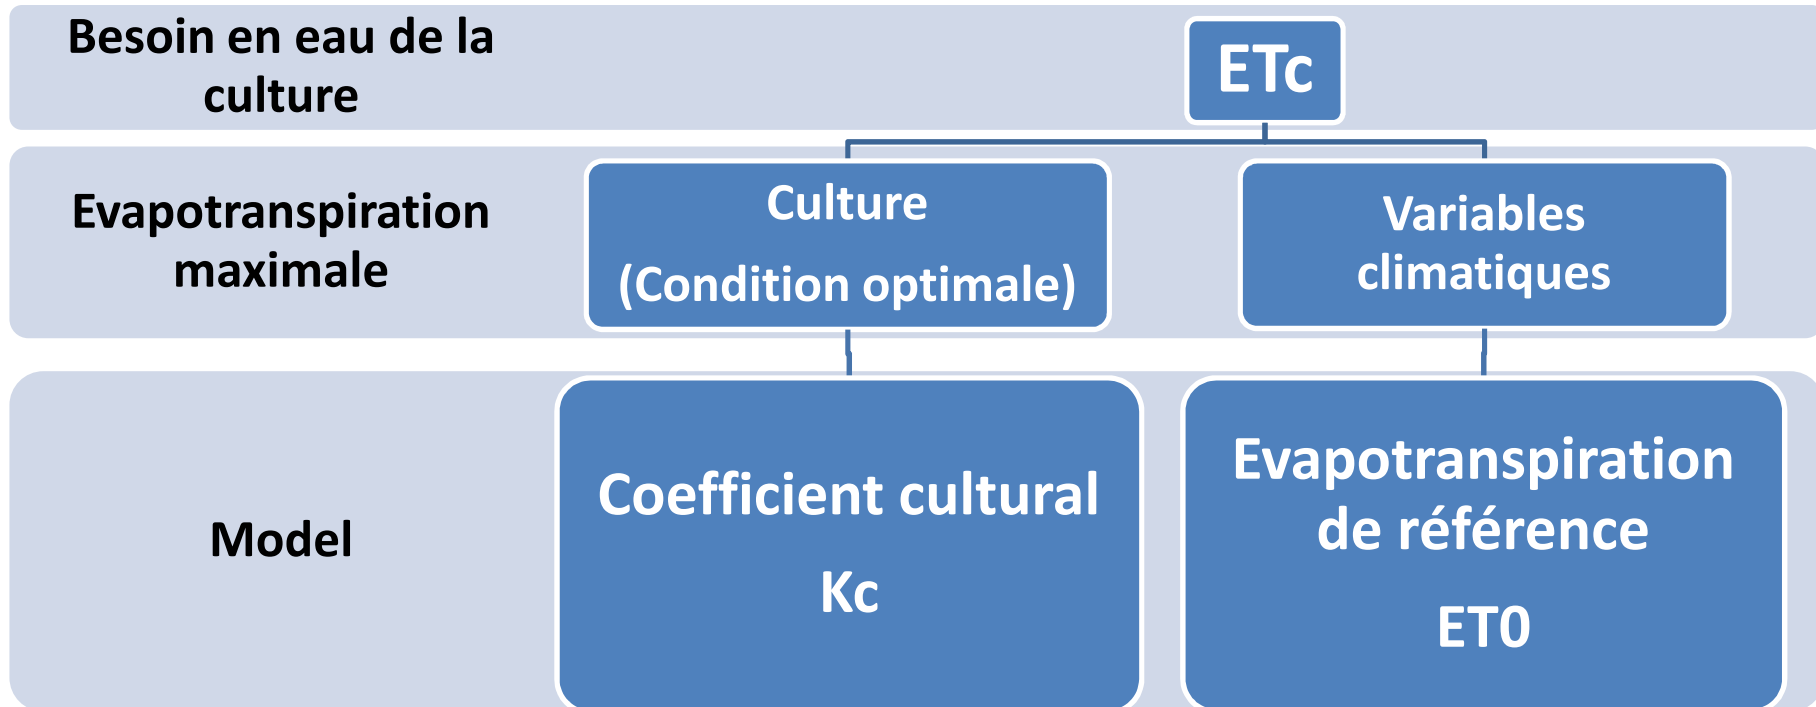 Besoin en eau de la
culture
ETc
Evapotranspiration
maximale
Culture
(Condition optimale)
Variables
climatiques
Model
Coefficient cultural
Kc
Evapotranspiration
de référence
ET0